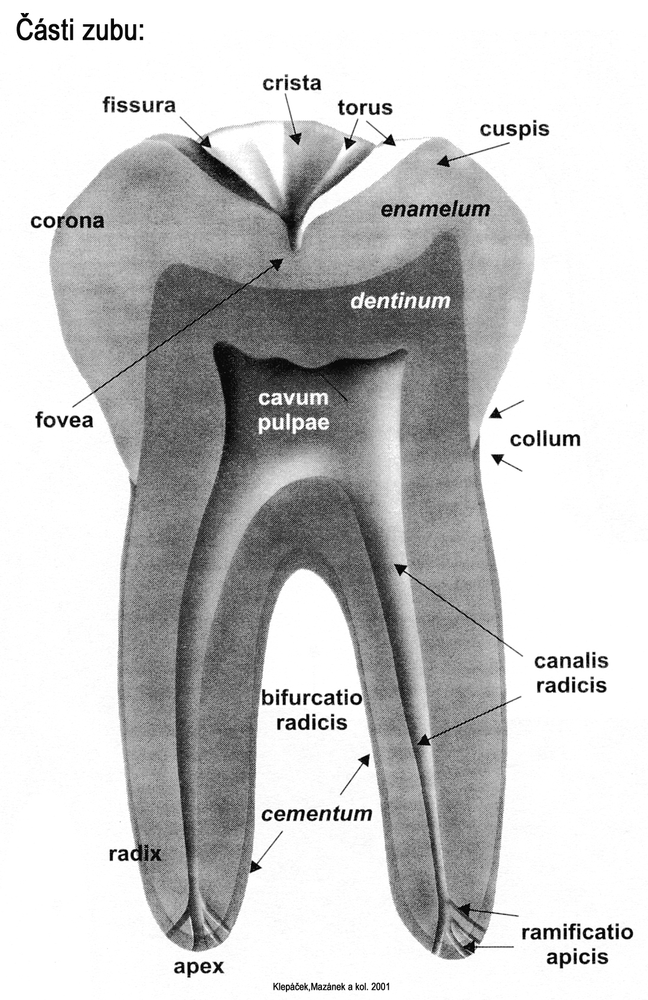 Části zubu:
crista
fissura
torus
cuspis
enamelum
corona
dentinum
cavum
pulpae
fovea
collum
canalis
radicis
bifurcatio
radicis
cementum
radix
ramificatio
apicis
apex
Klepáček,Mazánek a kol. 2001